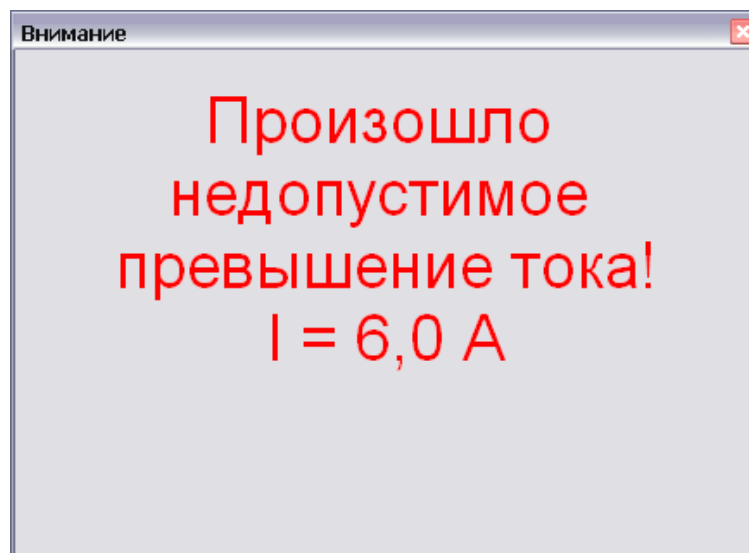 Внимание
Произошло
недопустимое
превышение тока!
I = 6,0 А